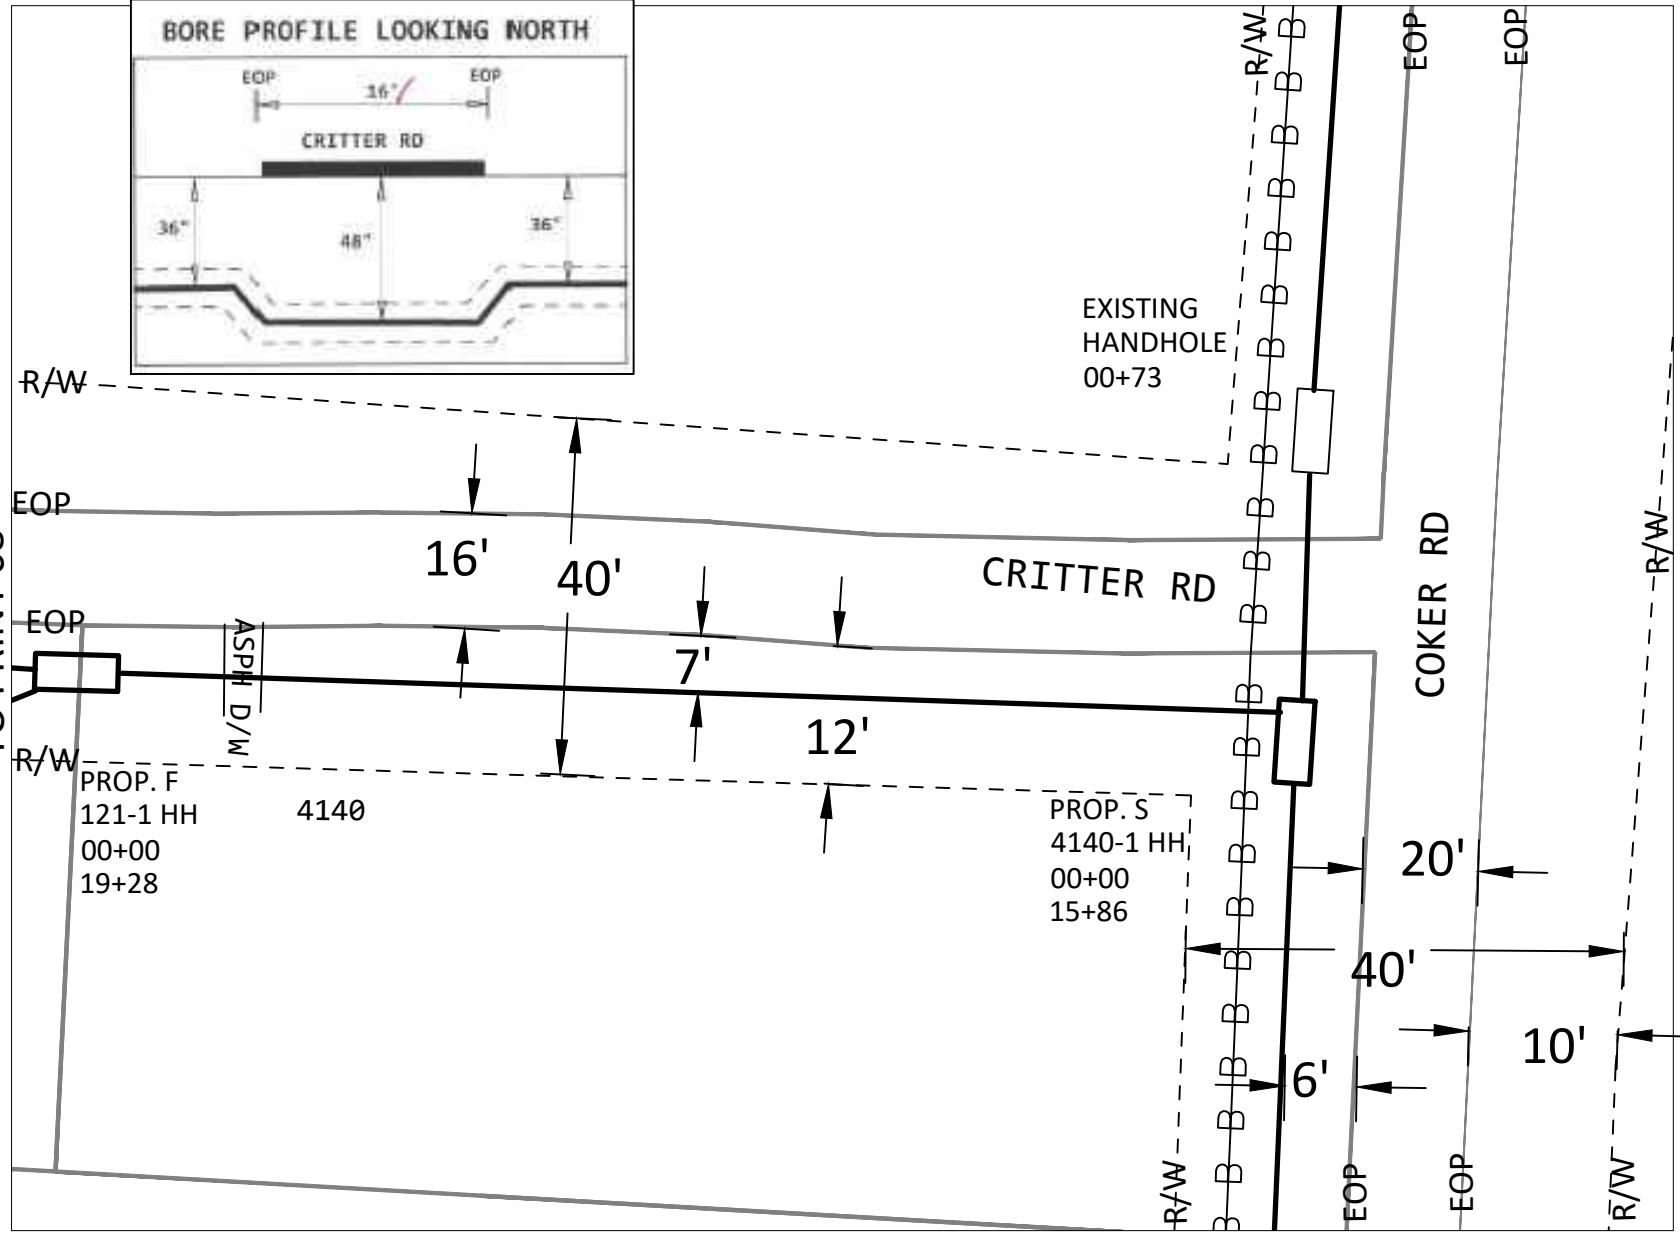 BORE PROFILE LOOKING NORTH
EOP
EOP
16'
CRITTER RD
36"
48"
36"
R/W
EOP
EOP
R/W
EXISTING
HANDHOLE
00+73
R/W
EOP
EOP
16'
40'
CRITTER RD
COKER RD
R/W
EOP
ASPH D/W
7'
12'
R/W
PROP. F
121-1 HH
00+00
19+28
4140
PROP. S
4140-1 HH
00+00
15+86
20'
40'
10'
6'
R/W
EOP
EOP
R/W
B B B B B B B B B B B B B B B B B B B B B B B